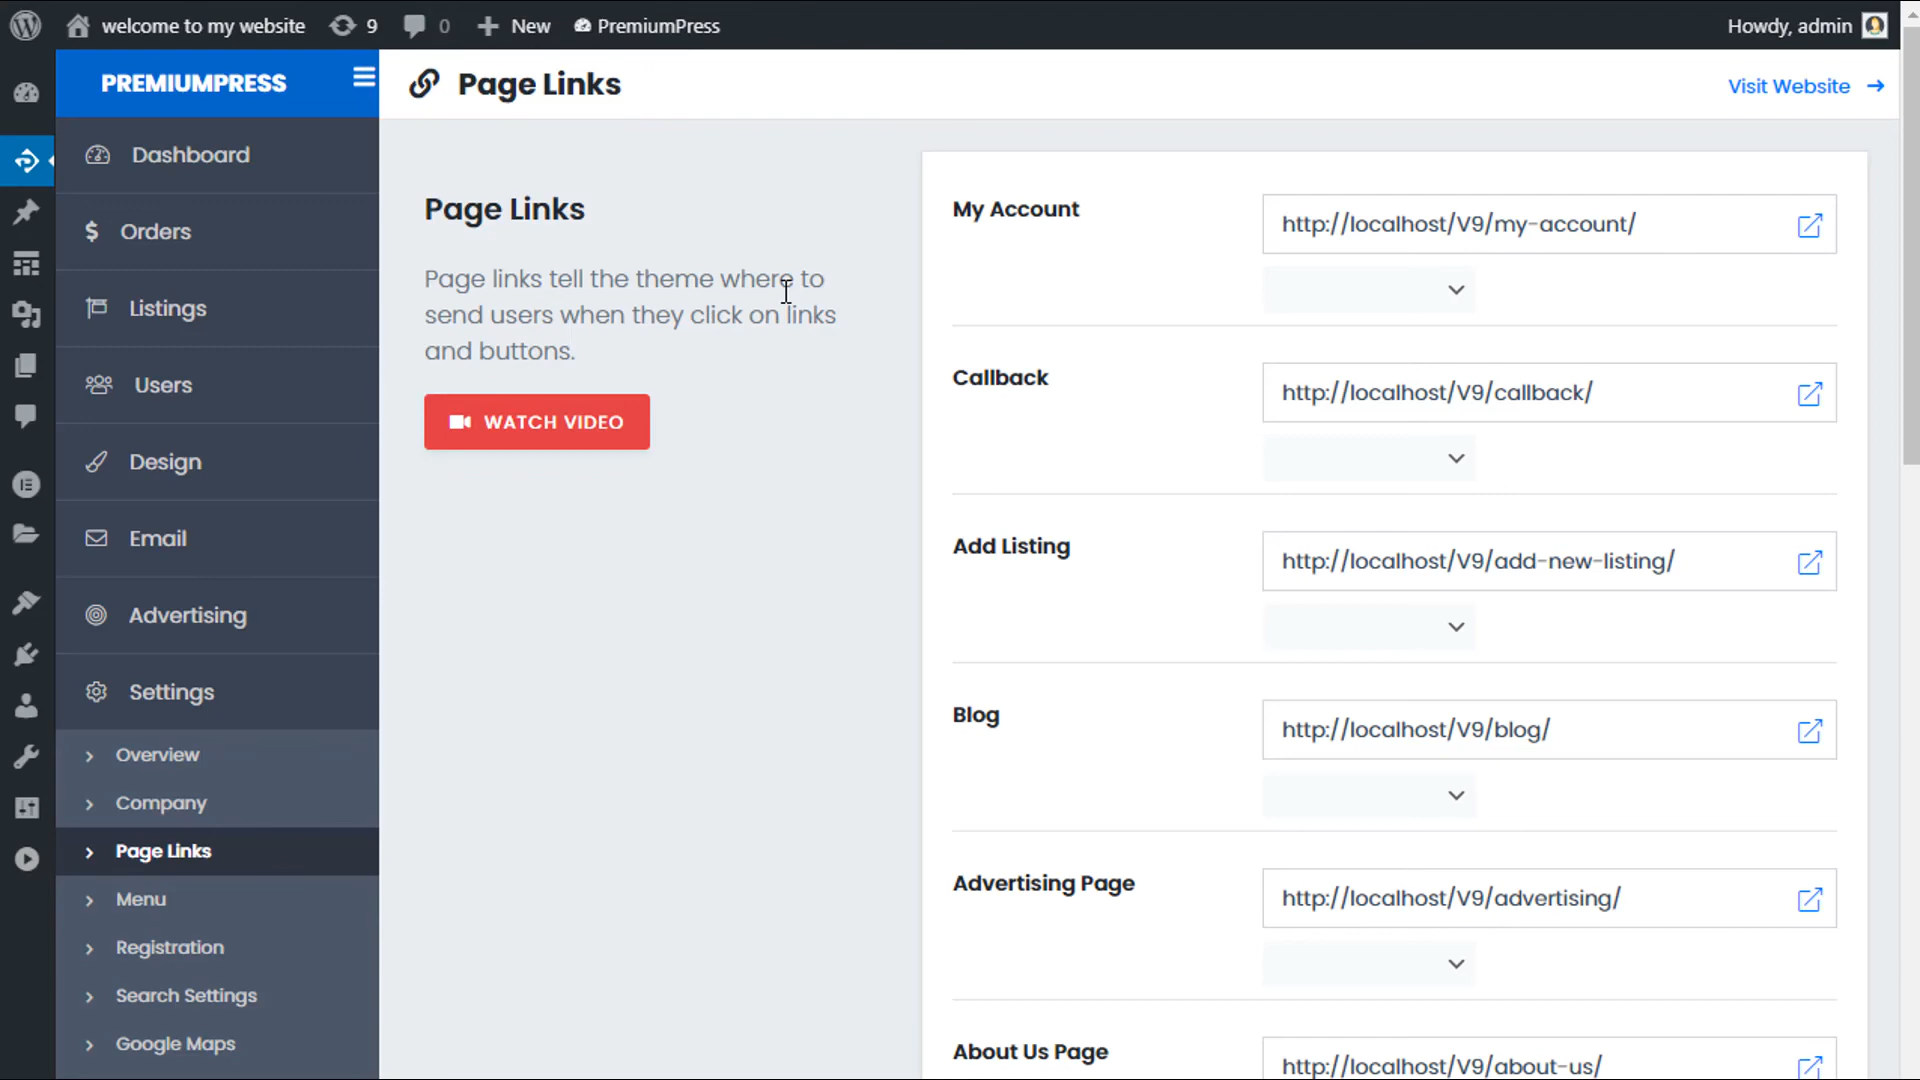 welcome to my website
9
0
New
PremiumPress
Howdy, admin
PREMIUMPRESS
Page Links
Visit Website
Dashboard
Orders
Listings
Users
Design
Email
Advertising
Settings
Overview
Company
Page Links
Menu
Registration
Search Settings
Google Maps
Page Links
Page links tell the theme where to
send users when they click on links
and buttons.
WATCH VIDEO
My Account
http://localhost/V9/my-account/
Callback
http://localhost/V9/callback/
Add Listing
http://localhost/V9/add-new-listing/
Blog
http://localhost/V9/blog/
Advertising Page
http://localhost/V9/advertising/
About Us Page
http://localhost/V9/about-us/